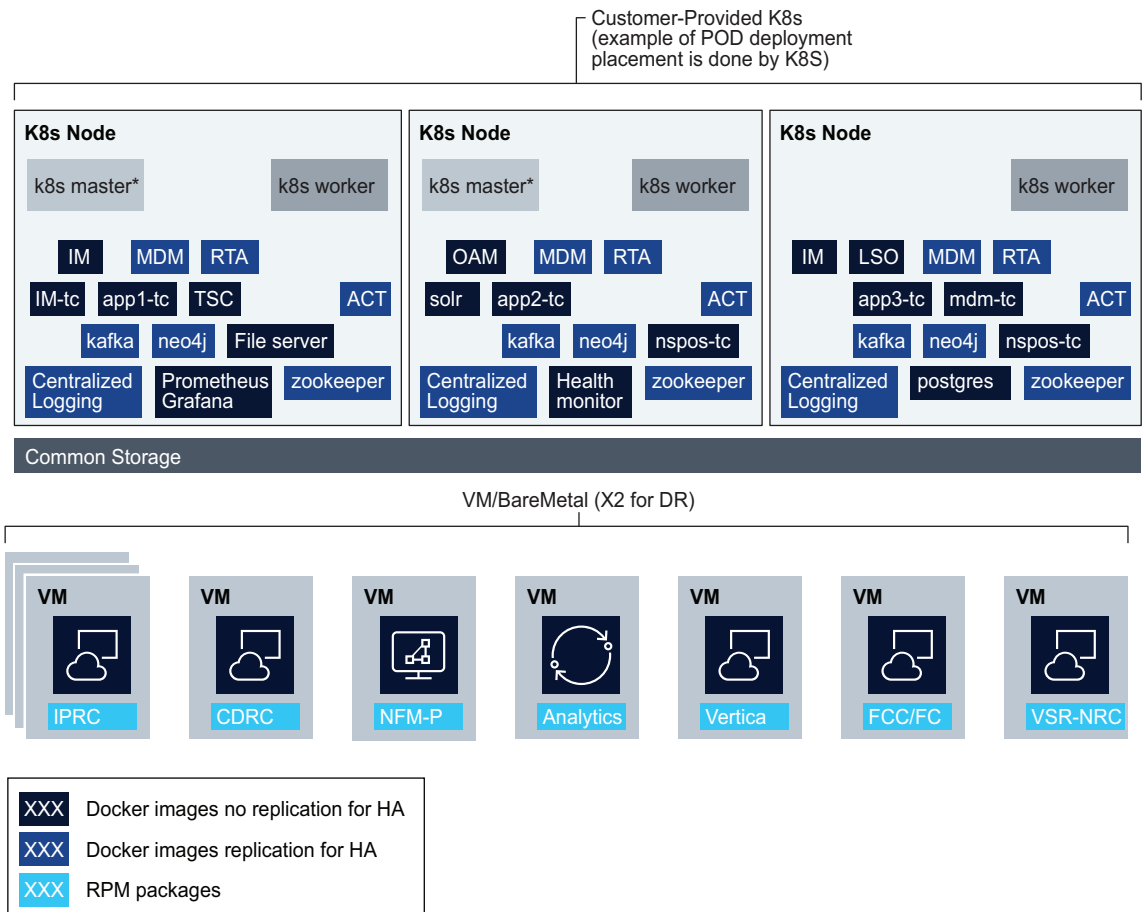 Customer-Provided K8s
(example of POD deployment
placement is done by K8S)
K8s Node
k8s master*
k8s worker
IM
MDM
RTA
IM-tc
app1-tc
TSC
ACT
kafka
neo4j
File server
Centralized
Logging
Prometheus
Grafana
zookeeper
K8s Node
k8s master*
k8s worker
OAM
MDM
RTA
solr
app2-tc
ACT
kafka
neo4j
nspos-tc
Centralized
Logging
Health
monitor
zookeeper
K8s Node
k8s worker
IM
LSO
MDM
RTA
app3-tc
mdm-tc
ACT
kafka
neo4j
nspos-tc
Centralized
Logging
postgres
zookeeper
Common Storage
VM/BareMetal (X2 for DR)
VM
IPRC
VM
CDRC
VM
NFM-P
VM
Analytics
VM
Vertica
VM
FCC/FC
VM
VSR-NRC
XXX Docker images no replication for HA
XXX Docker images replication for HA
XXX RPM packages